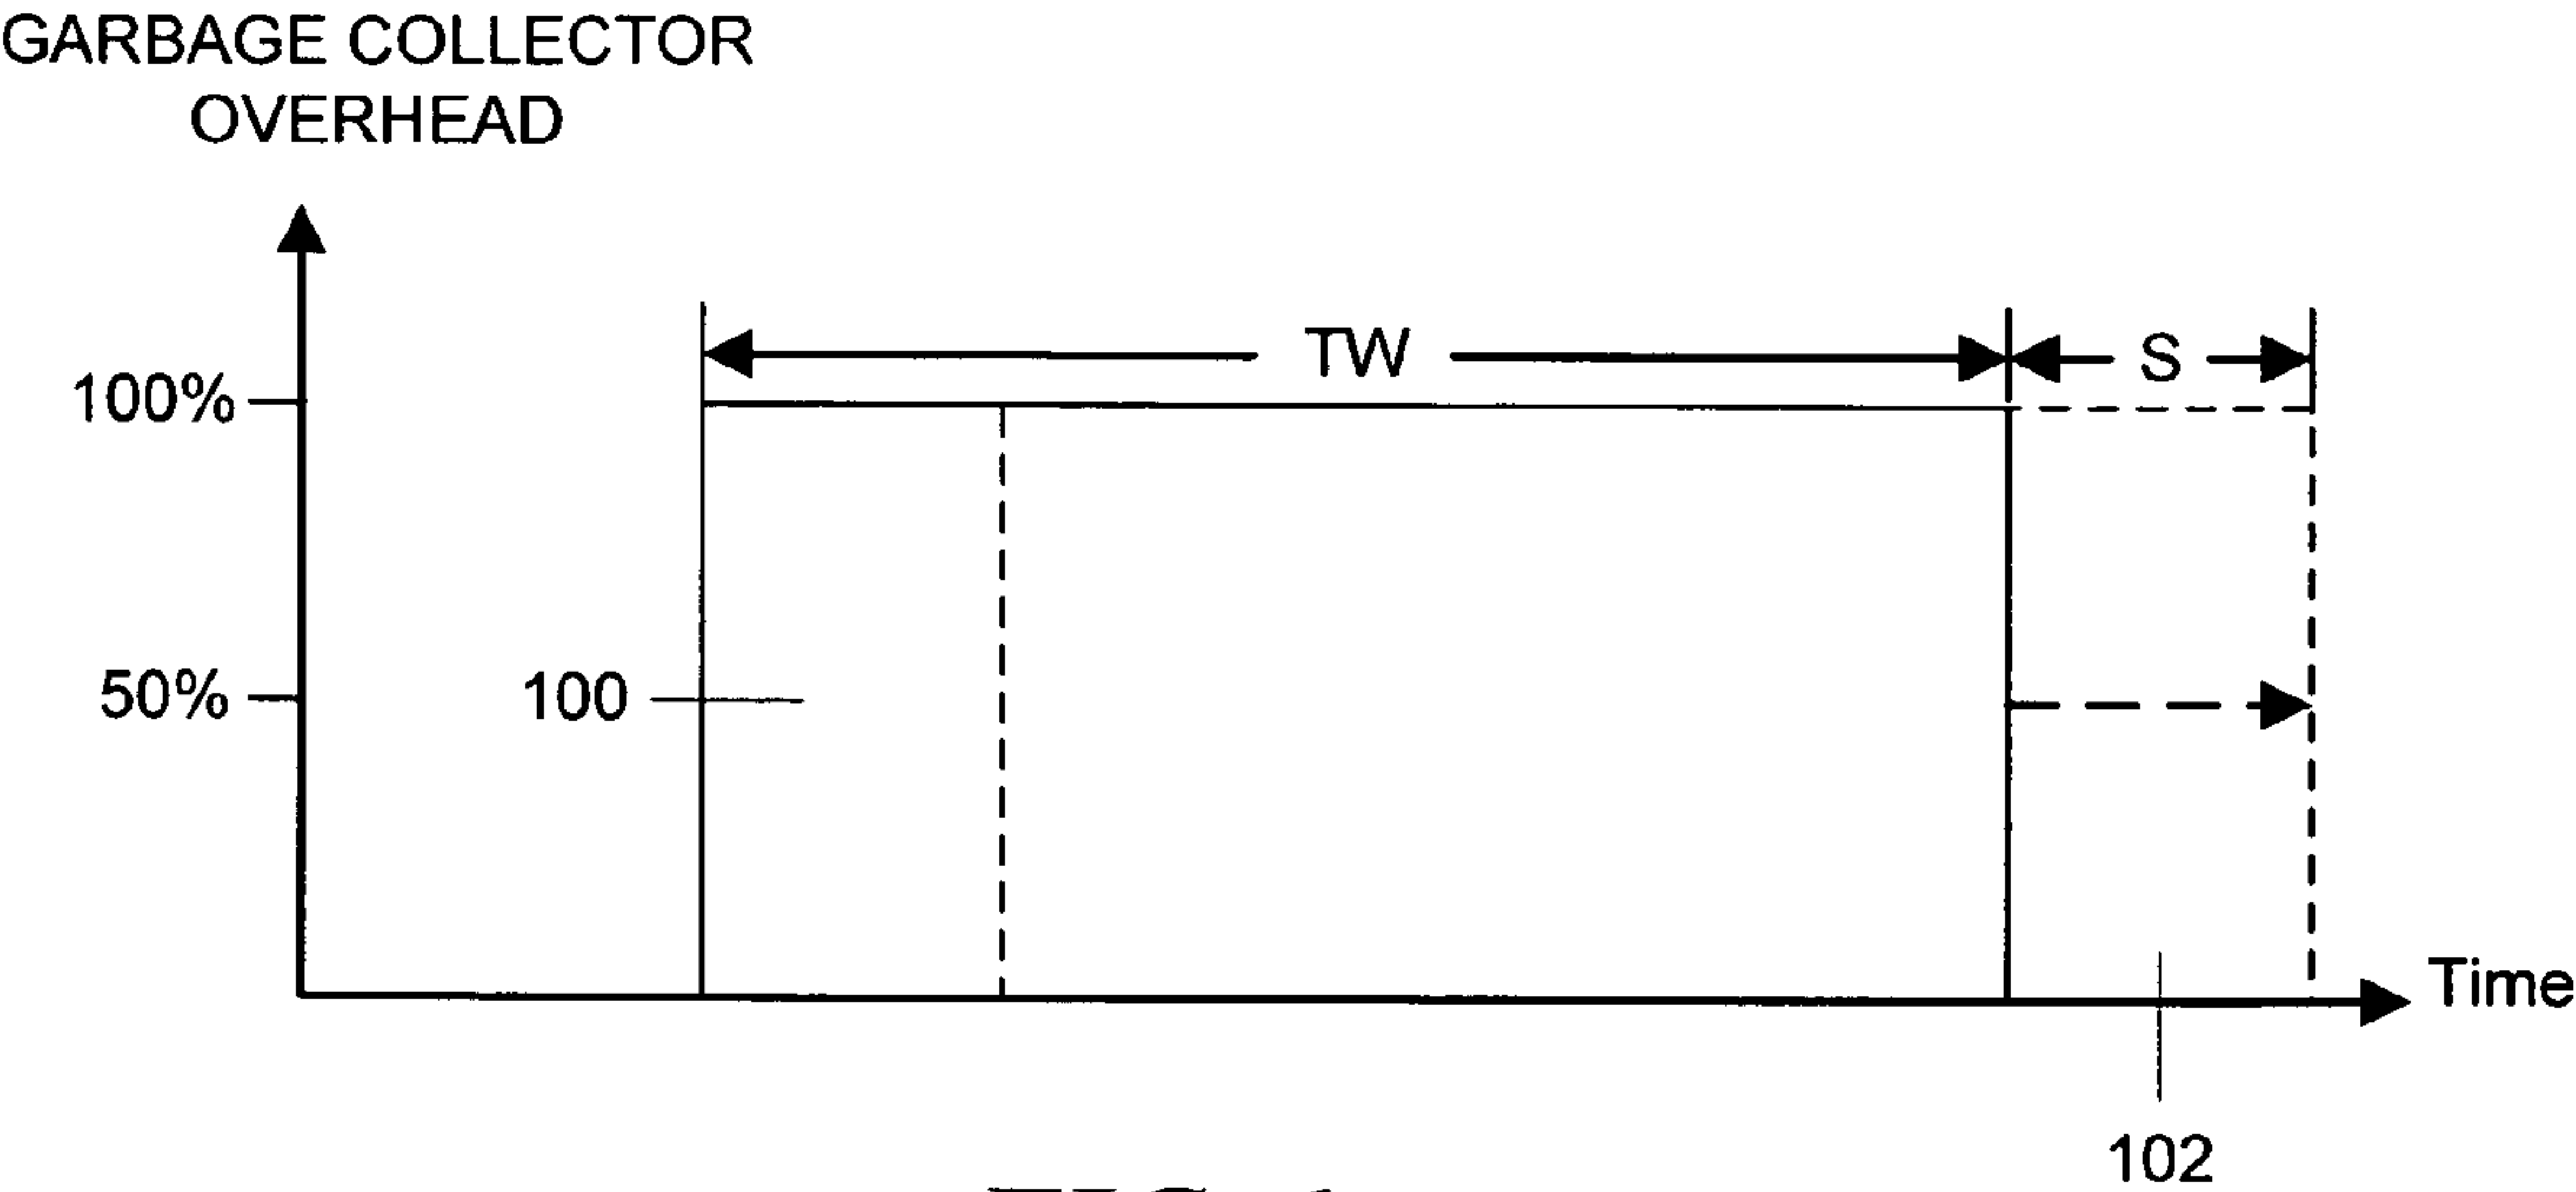 GARBAGE COLLECTOR
OVERHEAD
TW
S
100%
50%
100
Time
102